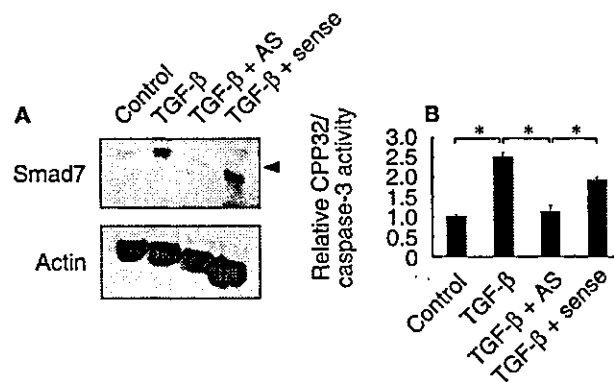 A
Control
TGF-β
TGF-β + AS
TGF-β + sense
Smad7
Actin
B
Relative CPP32/
caspase-3 activity
3.0
2.5
2.0
1.5
1.0
0.5
0
* * *
Control
TGF-β
TGF-β + AS
TGF-β + sense